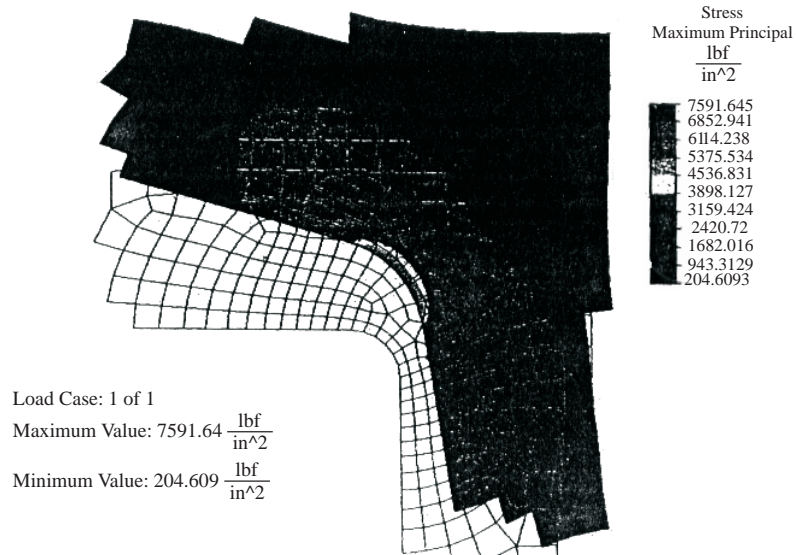 Stress
Maximum Principal
lbf
in^2
7591.645
6852.941
6114.238
5375.534
4536.831
3898.127
3159.424
2420.72
1682.016
943.3129
204.6093
Load Case: 1 of 1
Maximum Value: 7591.64 lbf
in^2
Minimum Value: 204.609 lbf
in^2